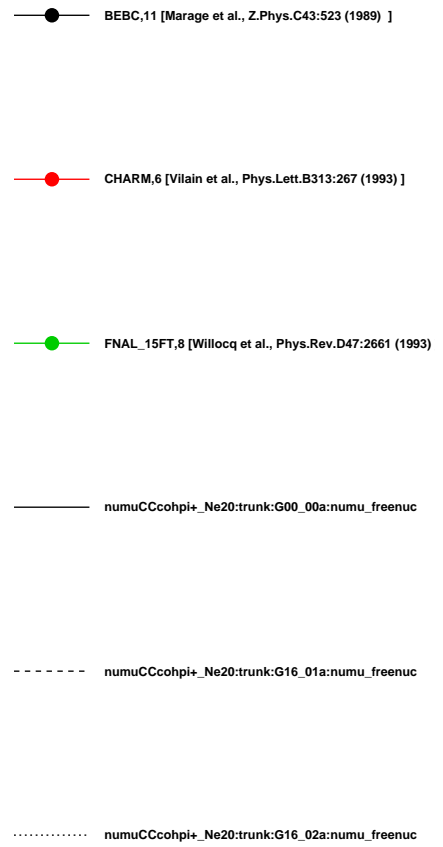 BEBC,11 [Marage et al., Z.Phys.C43:523 (1989)  ]
CHARM,6 [Vilain et al., Phys.Lett.B313:267 (1993) ]
FNAL_15FT,8 [Willocq et al., Phys.Rev.D47:2661 (1993)
numuCCcohpi+_Ne20:trunk:G00_00a:numu_freenuc
numuCCcohpi+_Ne20:trunk:G16_01a:numu_freenuc
numuCCcohpi+_Ne20:trunk:G16_02a:numu_freenuc